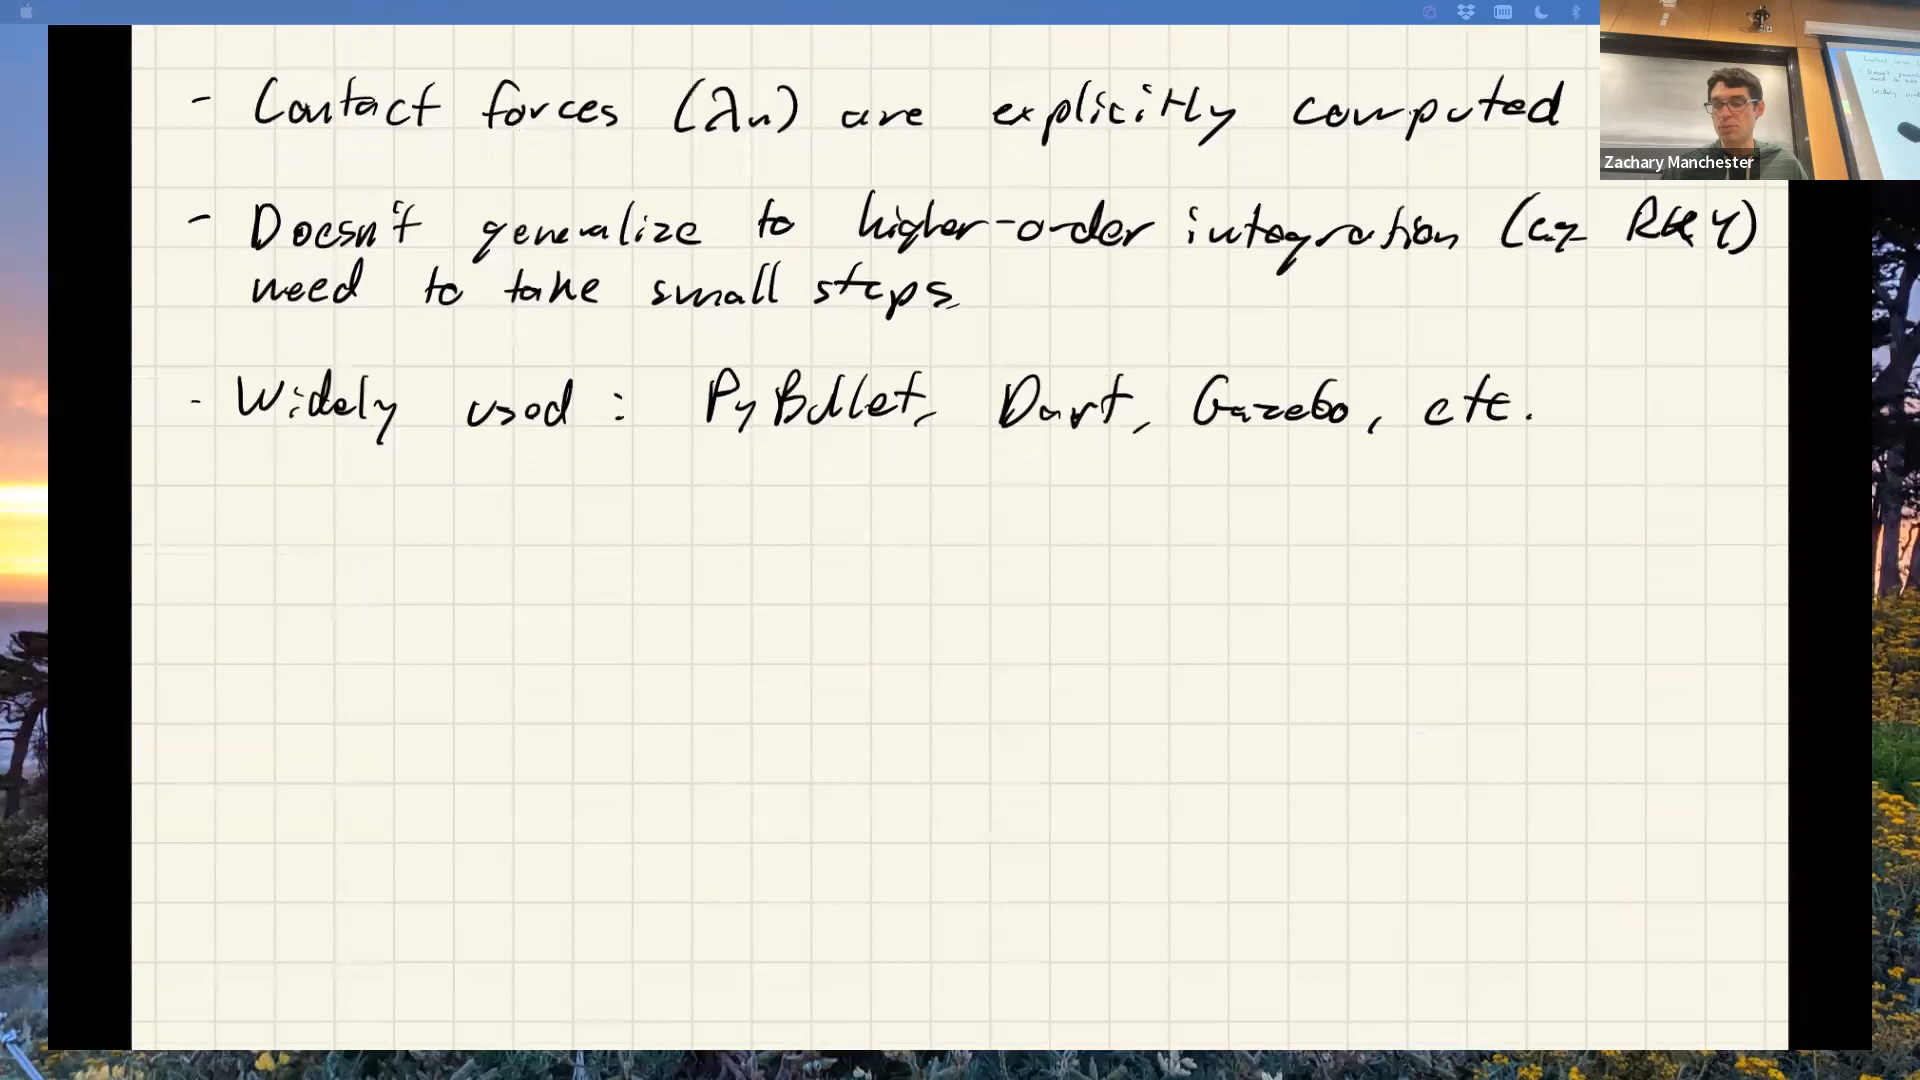 - Contact forces (λn) are explicitly computed
Zachary Manchester
- Doesn't generalize to higher-order integration (eg RK4)
need to take small steps
- Widely used : PyBullet, Dart, Gazebo, etc.